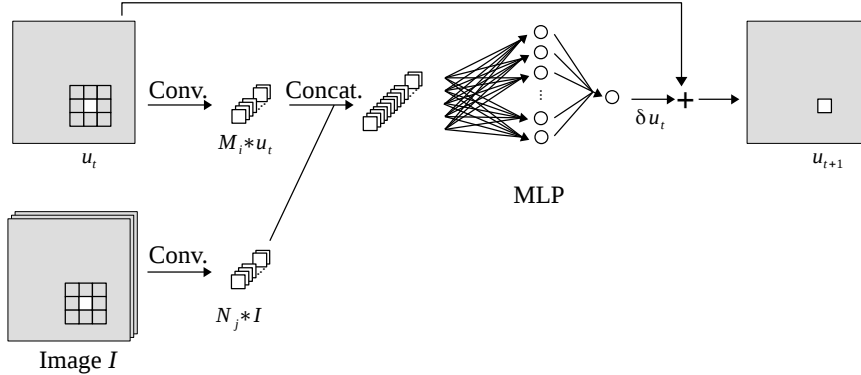 Conv.
Concat.
u_t
M_i*u_t
δu_t
+
u_{t+1}
MLP
Conv.
N_j*I
Image I